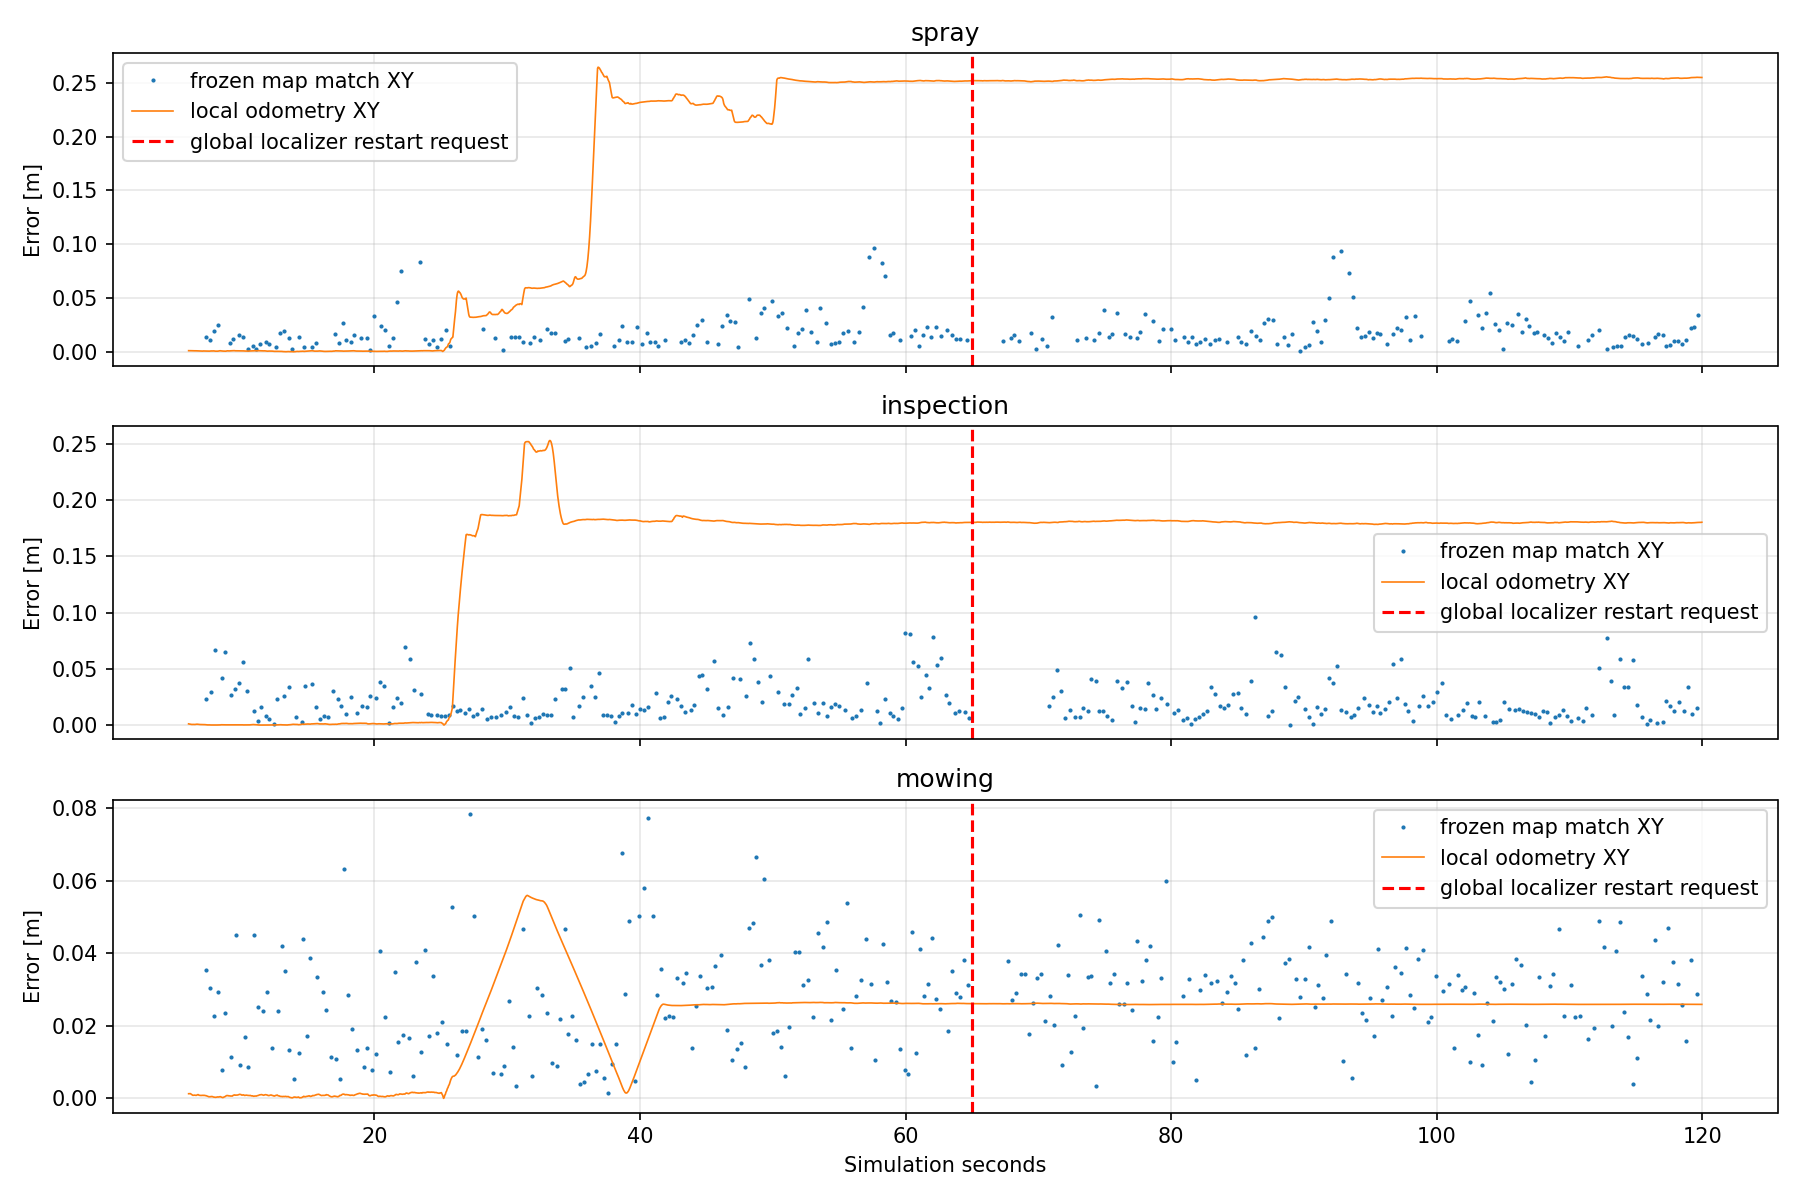 spray
frozen map match XY
local odometry XY
global localizer restart request
Error [m]
0.25
0.20
0.15
0.10
0.05
0.00
inspection
frozen map match XY
local odometry XY
global localizer restart request
Error [m]
0.25
0.20
0.15
0.10
0.05
0.00
mowing
frozen map match XY
local odometry XY
global localizer restart request
Error [m]
0.08
0.06
0.04
0.02
0.00
20 40 60 80 100 120
Simulation seconds